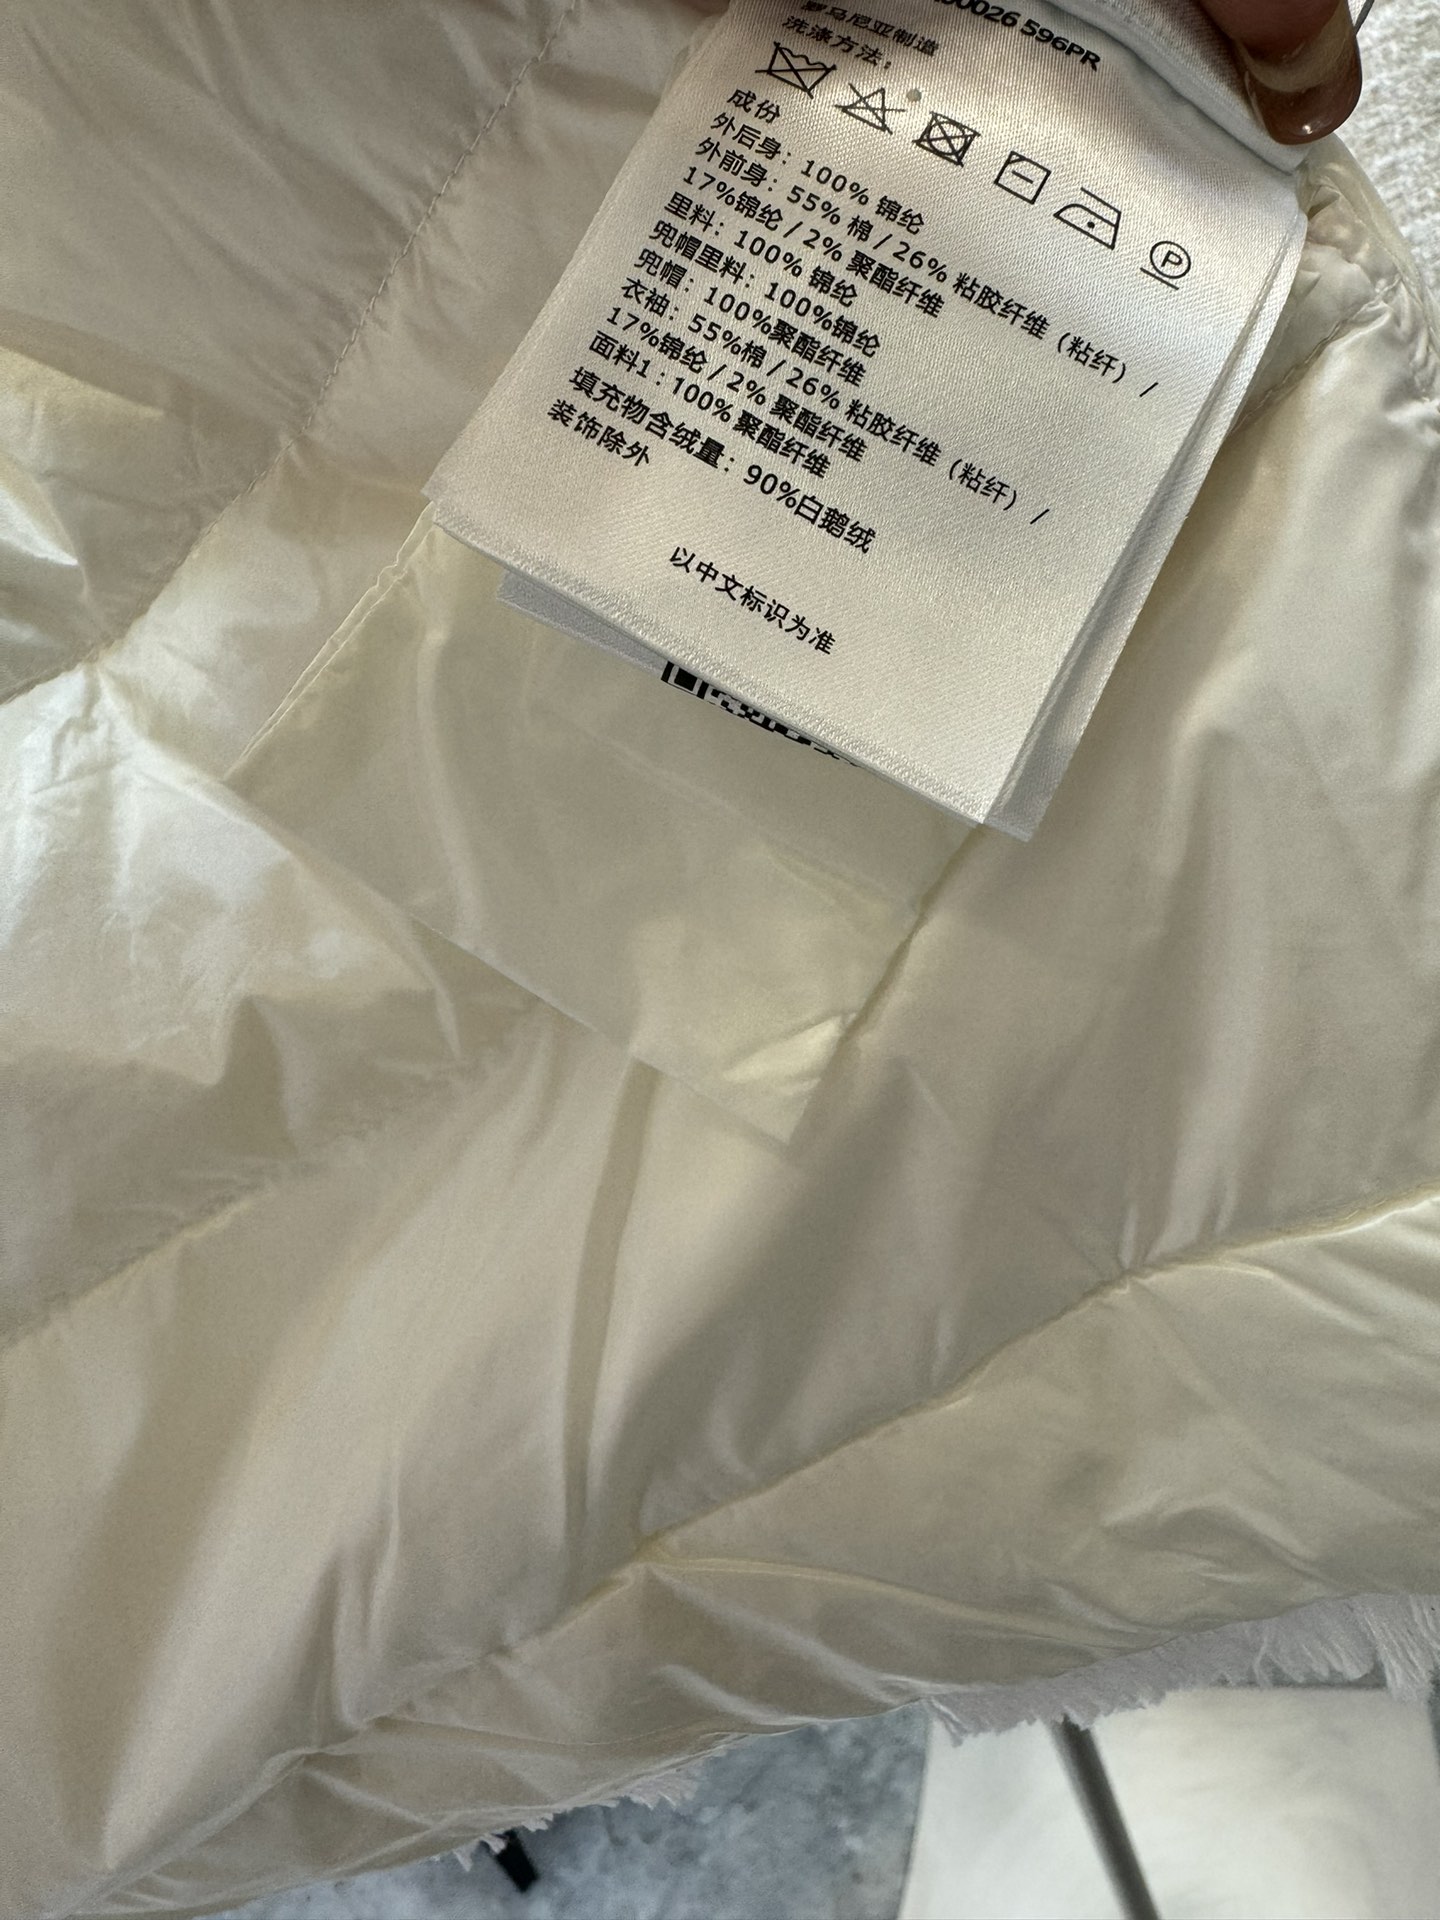 0026 596PR
罗马尼亚制造
洗涤方法：
P
成份
外后身：100% 锦纶
外前身：55% 棉 / 26% 粘胶纤维（粘纤）/
17%锦纶 / 2% 聚酯纤维
里料：100% 锦纶
兜帽里料：100%锦纶
兜帽：100%聚酯纤维
衣袖：55%棉 / 26% 粘胶纤维（粘纤）/
17%锦纶 / 2% 聚酯纤维
面料1：100% 聚酯纤维
填充物含绒量：90%白鹅绒
装饰除外
以中文标识为准